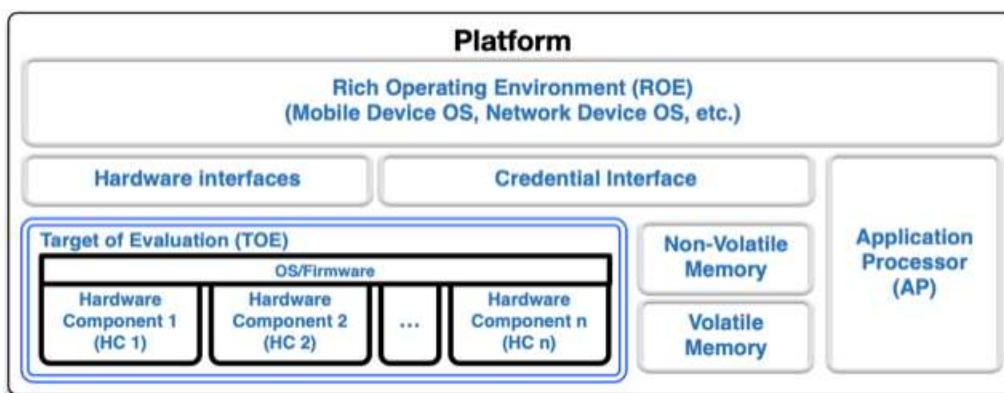 Platform
Rich Operating Environment (ROE)
(Mobile Device OS, Network Device OS, etc.)
Hardware interfaces
Credential Interface
Target of Evaluation (TOE)
OS/Firmware
Hardware
Component 1
(HC 1)
Hardware
Component 2
(HC 2)
...
Hardware
Component n
(HC n)
Non-Volatile
Memory
Volatile
Memory
Application
Processor
(AP)